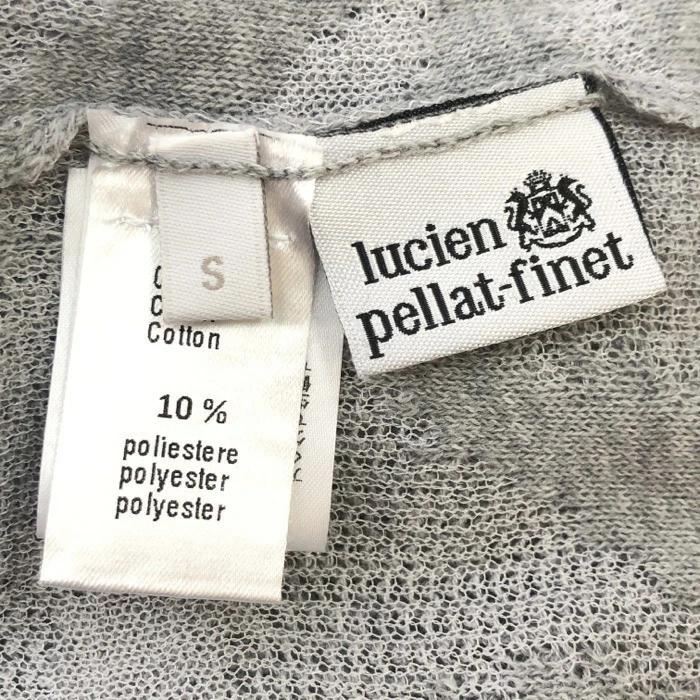 S
Cotton
10 %
poliestere
polyester
polyester
lucien
pellat-finet